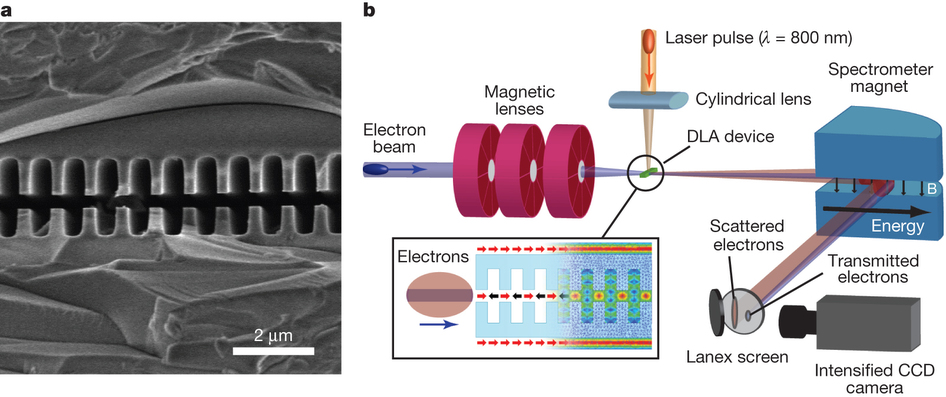 a
2 μm
b
Laser pulse (λ = 800 nm)
Spectrometer
magnet
Magnetic
lenses
Cylindrical lens
Electron
beam
DLA device
B
Energy
Scattered
electrons
Electrons
Transmitted
electrons
Lanex screen
Intensified CCD
camera